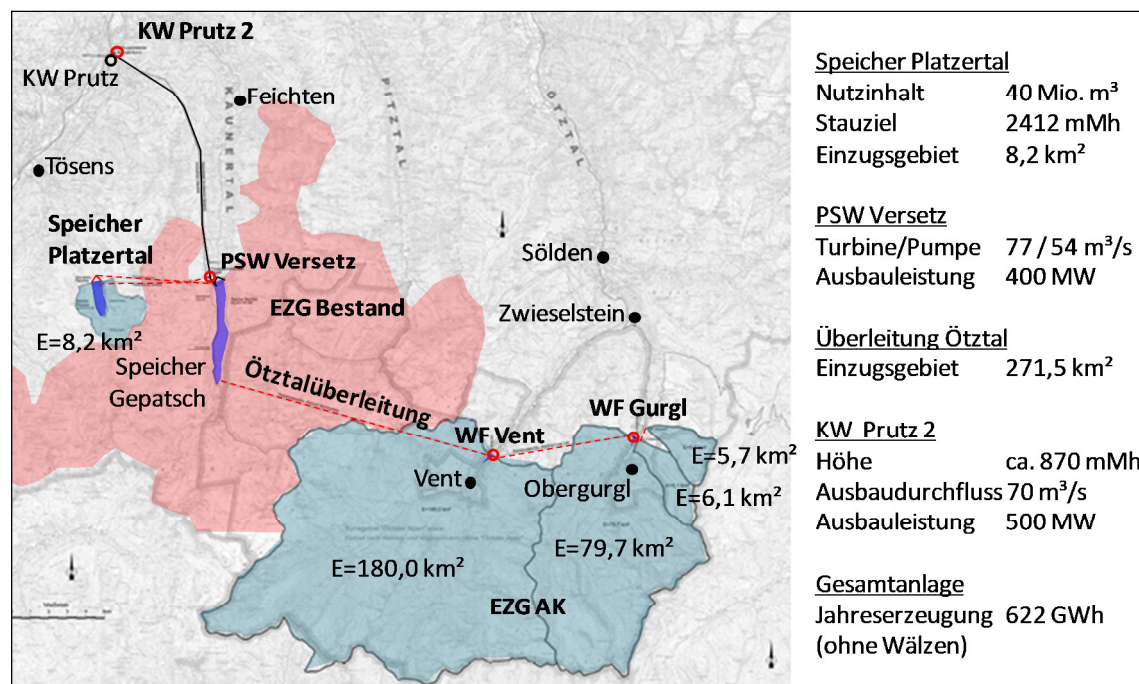 KW Prutz 2
KW Prutz
Feichten
KAUNERTAL
PITZTAL
ÖTZTAL
Tösens
Speicher
Platzertal
PSW Versetz
Sölden
EZG Bestand
Zwieselstein
E=8,2 km²
Speicher
Gepatsch
Ötztalüberleitung
WF Gurgl
WF Vent
E=5,7 km²
Vent
Obergurgl
E=6,1 km²
E=79,7 km²
E=180,0 km²
EZG AK
Speicher Platzertal
Nutzinhalt 40 Mio. m³
Stauziel 2412 mMh
Einzugsgebiet 8,2 km²
PSW Versetz
Turbine/Pumpe 77 / 54 m³/s
Ausbauleistung 400 MW
Überleitung Ötztal
Einzugsgebiet 271,5 km²
KW Prutz 2
Höhe ca. 870 mMh
Ausbaudurchfluss 70 m³/s
Ausbauleistung 500 MW
Gesamtanlage
Jahreserzeugung 622 GWh
(ohne Wälzen)